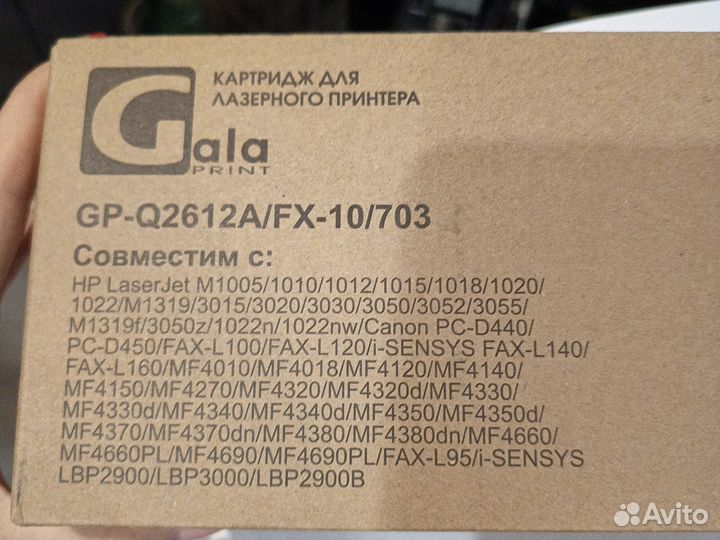 Gala
PRINT
КАРТРИДЖ ДЛЯ
ЛАЗЕРНОГО ПРИНТЕРА
GP-Q2612A/FX-10/703
Совместим с:
HP LaserJet M1005/1010/1012/1015/1018/1020/
1022/M1319/3015/3020/3030/3050/3052/3055/
M1319f/3050z/1022n/1022nw/Canon PC-D440/
PC-D450/FAX-L100/FAX-L120/i-SENSYS FAX-L140/
FAX-L160/MF4010/MF4018/MF4120/MF4140/
MF4150/MF4270/MF4320/MF4320d/MF4330/
MF4330d/MF4340/MF4340d/MF4350/MF4350d/
MF4370/MF4370dn/MF4380/MF4380dn/MF4660/
MF4660PL/MF4690/MF4690PL/FAX-L95/i-SENSYS
LBP2900/LBP3000/LBP2900B
Avito